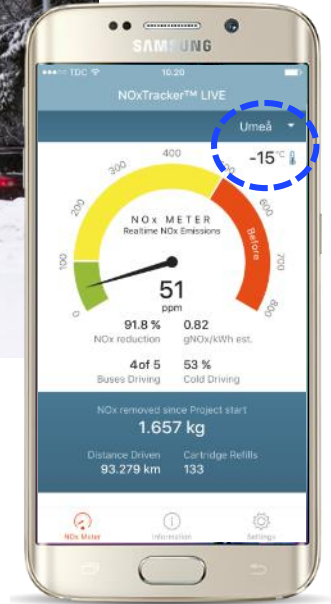 SAMSUNG
TDC 10.20
NOxTracker™ LIVE
Umeå
-15 °C
0
100
200
300
400
600
700
800
Before
NOx METER
Realtime NOx Emissions
51
ppm
91.8 % 0.82
NOx reduction gNOx/kWh est.
4of 5 53 %
Buses Driving Cold Driving
NOx removed since Project start
1.657 kg
Distance Driven Cartridge Refills
93.279 km 133
NOx Meter Information Settings